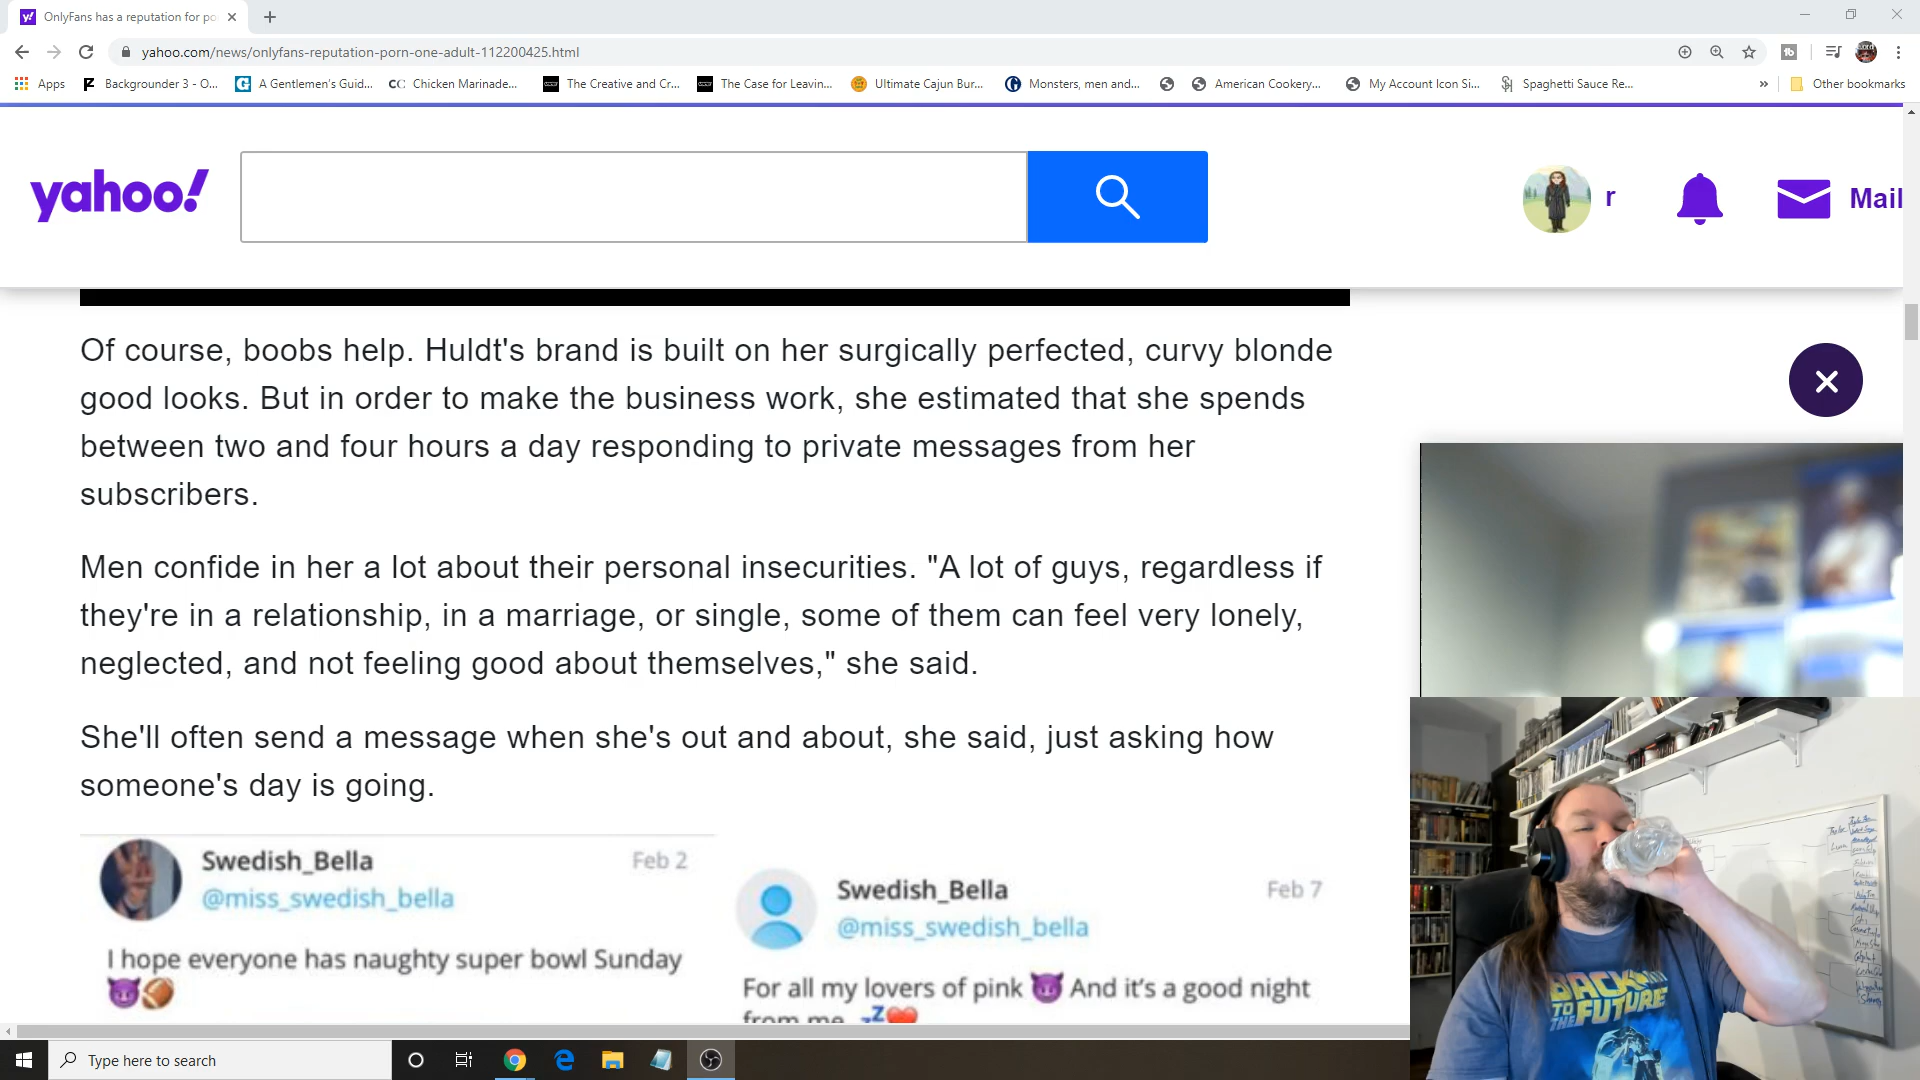 OnlyFans has a reputation for po
yahoo.com/news/onlyfans-reputation-porn-one-adult-112200425.html
Apps
Backgrounder 3 - O...
A Gentlemen's Guid...
CC Chicken Marinade...
The Creative and Cr...
The Case for Leavin...
Ultimate Cajun Bur...
Monsters, men and...
American Cookery...
My Account Icon Si...
Spaghetti Sauce Re...
»
Other bookmarks
yahoo!
r
Mail
Of course, boobs help. Huldt's brand is built on her surgically perfected, curvy blonde
good looks. But in order to make the business work, she estimated that she spends
between two and four hours a day responding to private messages from her
subscribers.
Men confide in her a lot about their personal insecurities. "A lot of guys, regardless if
they're in a relationship, in a marriage, or single, some of them can feel very lonely,
neglected, and not feeling good about themselves," she said.
She'll often send a message when she's out and about, she said, just asking how
someone's day is going.
Swedish_Bella
Feb 2
@miss_swedish_bella
I hope everyone has naughty super bowl Sunday
😈🏈
Swedish_Bella
Feb 7
@miss_swedish_bella
For all my lovers of pink 😈 And it's a good night
from me 💤❤️
BACK
TO THE FUTURE
Type here to search